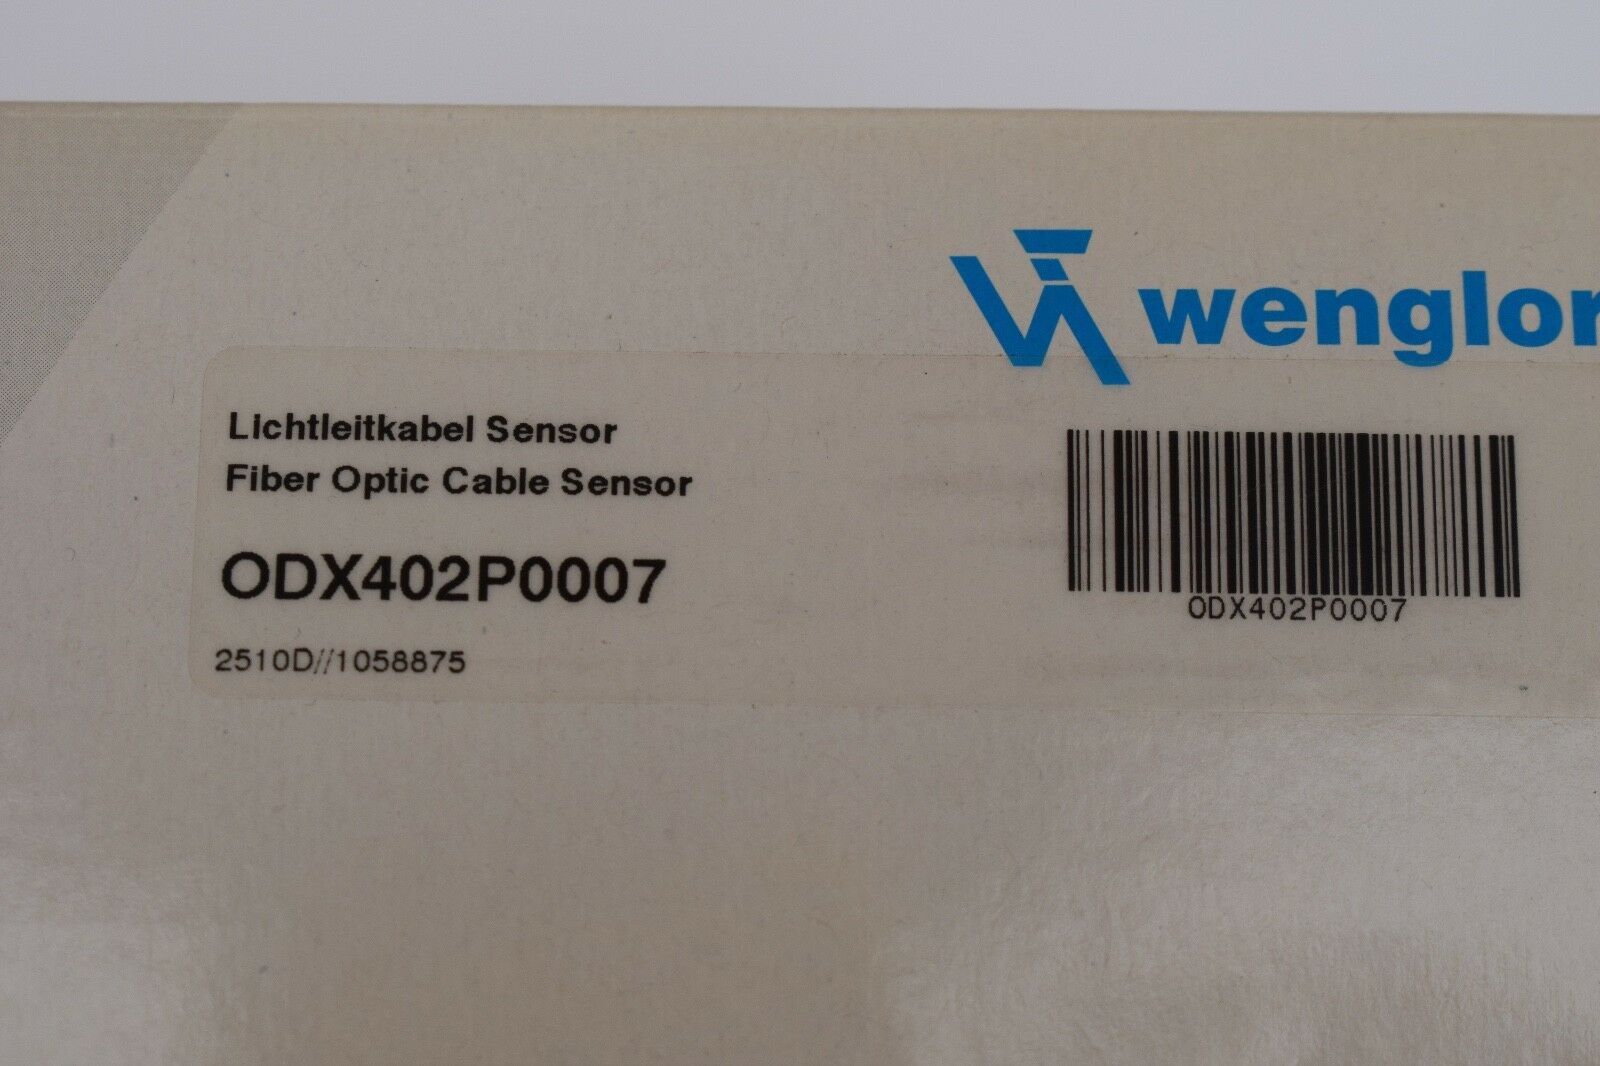 wenglor
Lichtleitkabel Sensor
Fiber Optic Cable Sensor
ODX402P0007
ODX402P0007
2510D//1058875